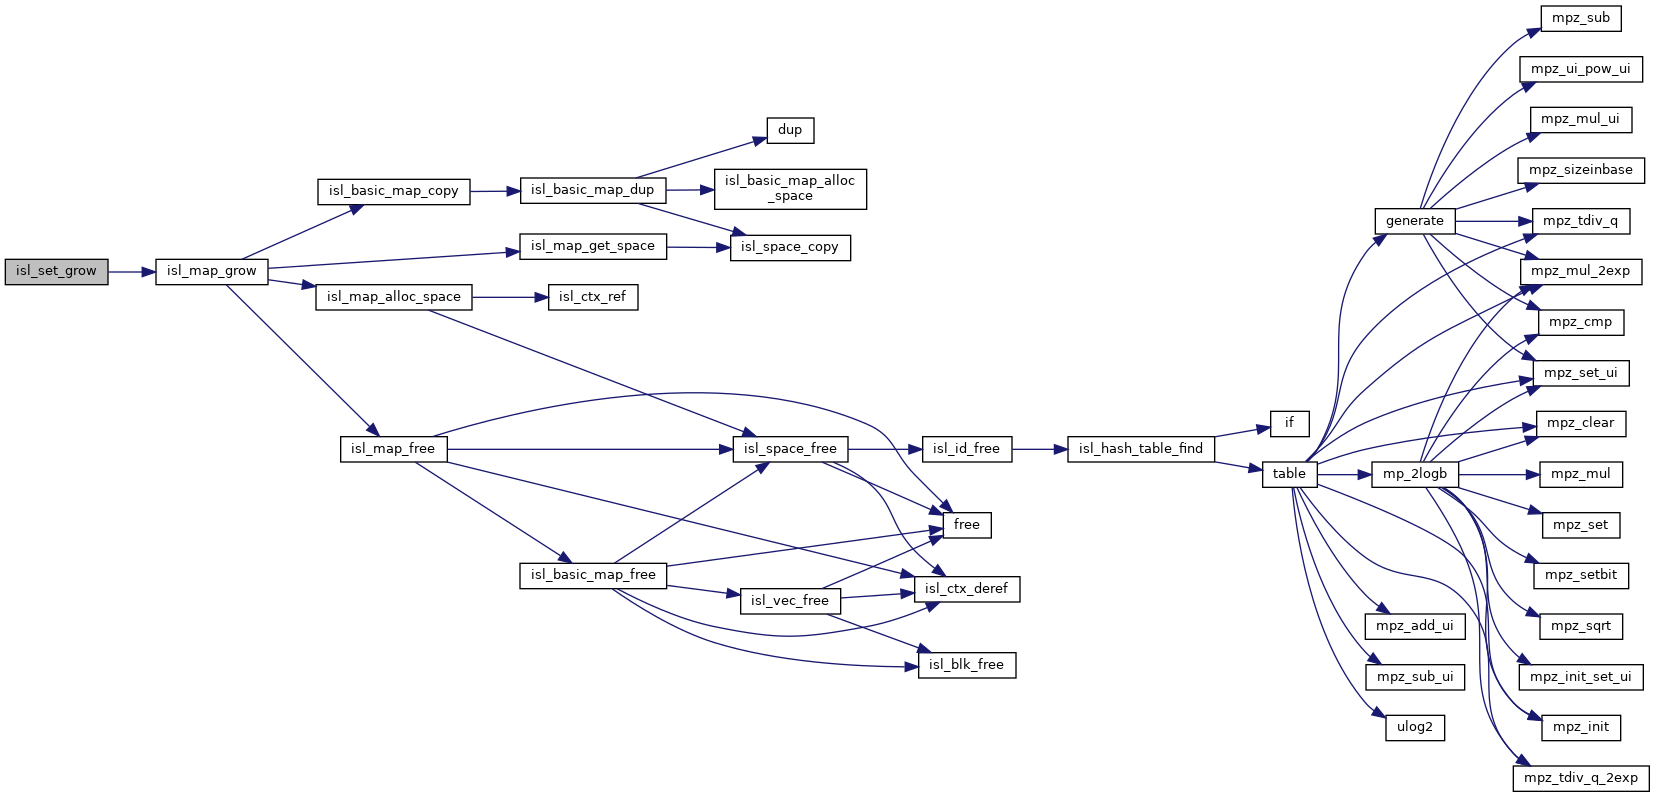 isl_set_grow
isl_map_grow
isl_basic_map_copy
isl_map_get_space
isl_map_alloc_space
isl_map_free
isl_basic_map_dup
isl_ctx_ref
isl_basic_map_free
dup
isl_basic_map_alloc
_space
isl_space_copy
isl_space_free
isl_vec_free
isl_id_free
free
isl_ctx_deref
isl_blk_free
isl_hash_table_find
if
table
generate
mp_2logb
mpz_add_ui
mpz_sub_ui
ulog2
mpz_sub
mpz_ui_pow_ui
mpz_mul_ui
mpz_sizeinbase
mpz_tdiv_q
mpz_mul_2exp
mpz_cmp
mpz_set_ui
mpz_clear
mpz_mul
mpz_set
mpz_setbit
mpz_sqrt
mpz_init_set_ui
mpz_init
mpz_tdiv_q_2exp